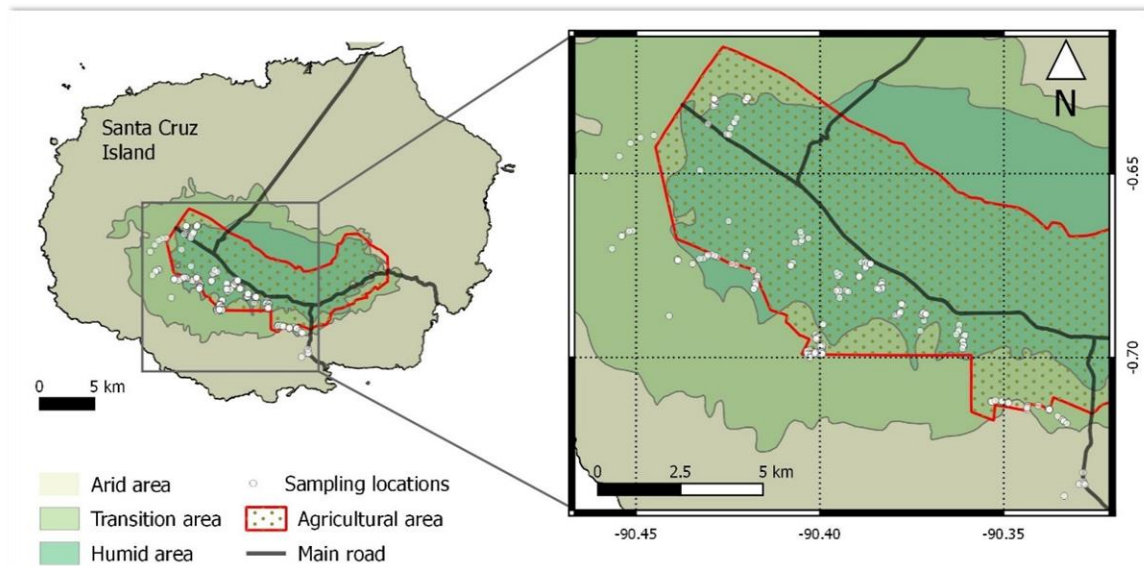 Santa Cruz
Island
0 5 km
Arid area
Transition area
Humid area
Sampling locations
Agricultural area
Main road
N
-0.65
-0.70
0 2.5 5 km
-90.45 -90.40 -90.35